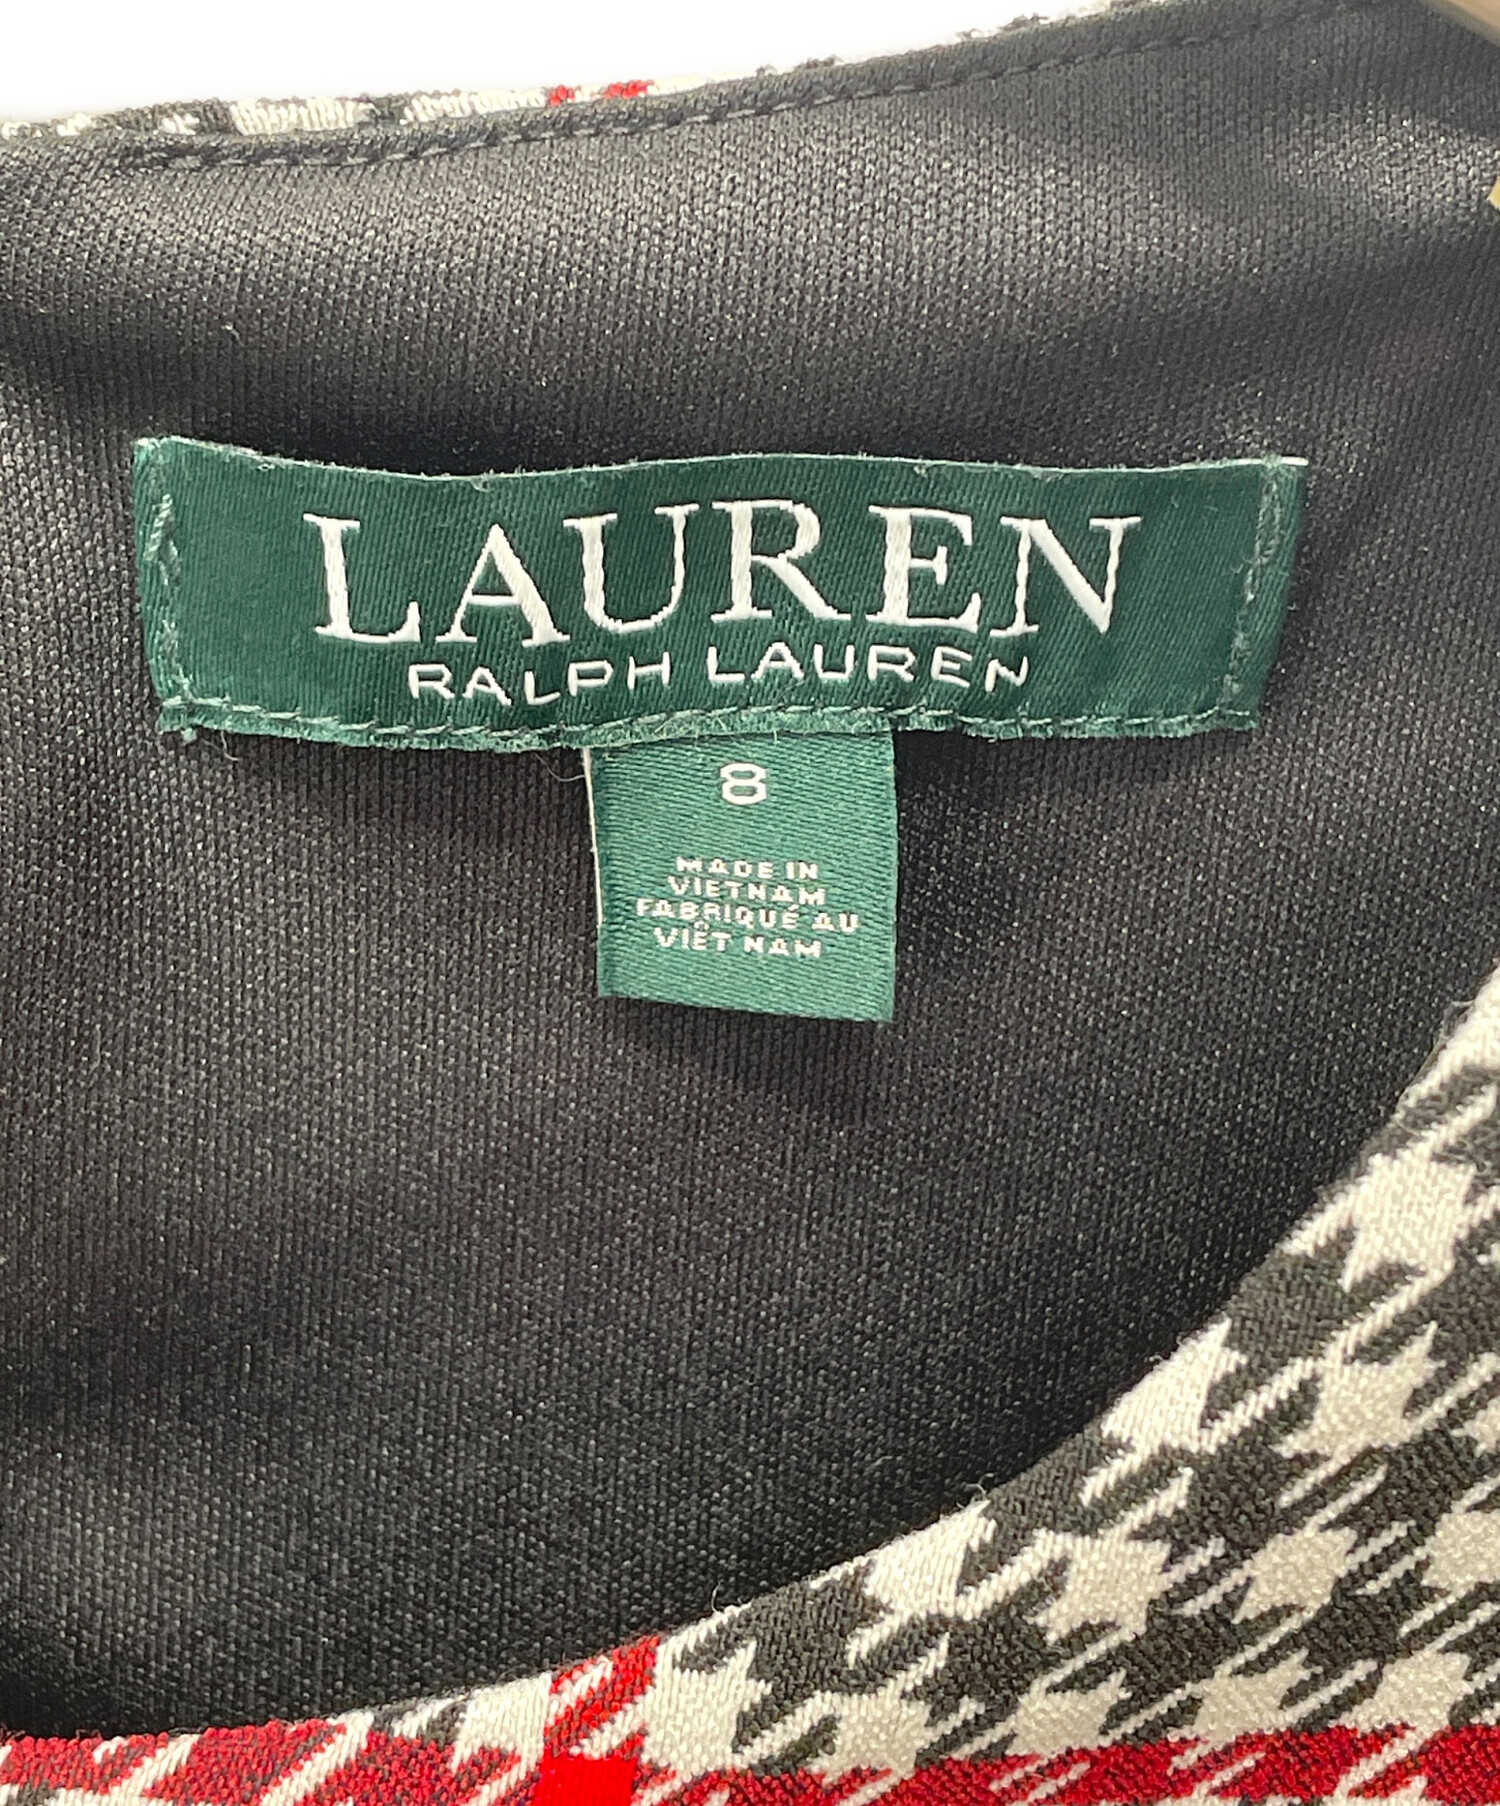 LAUREN
RALPH LAUREN
8
MADE IN
VIETNAM
FABRIQUÉ AU
VIÊT NAM